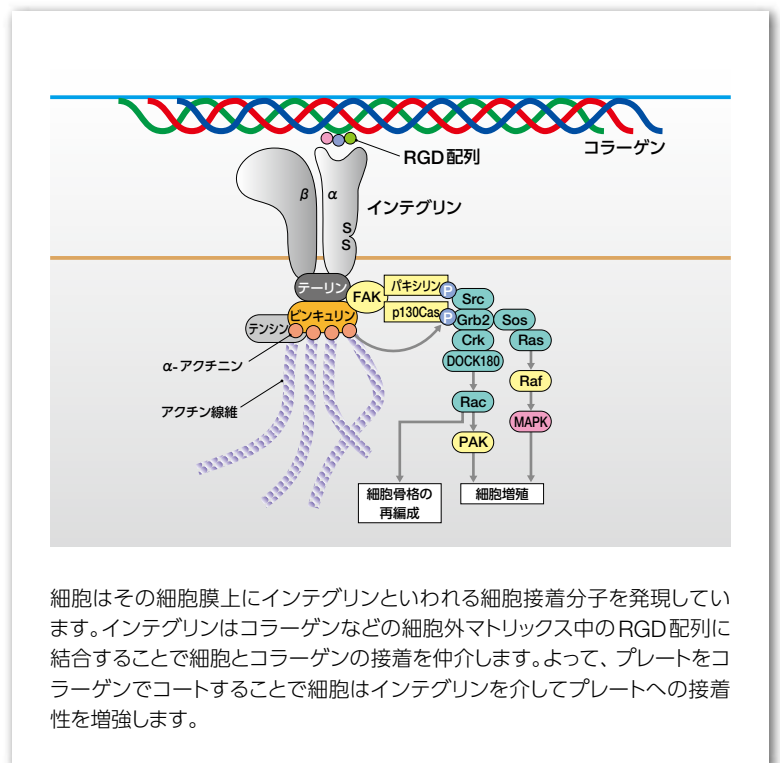 コラーゲン
RGD配列
β
α
インテグリン
S
S
テーリン
FAK
パキシリン
P
Src
ビンキュリン
p130Cas
P
Grb2
Sos
テンシン
Crk
Ras
α-アクチニン
DOCK180
Raf
アクチン線維
Rac
MAPK
PAK
細胞骨格の
再編成
細胞増殖
細胞はその細胞膜上にインテグリンといわれる細胞接着分子を発現してい
ます。インテグリンはコラーゲンなどの細胞外マトリックス中のRGD配列に
結合することで細胞とコラーゲンの接着を仲介します。よって、プレートをコ
ラーゲンでコートすることで細胞はインテグリンを介してプレートへの接着
性を増強します。